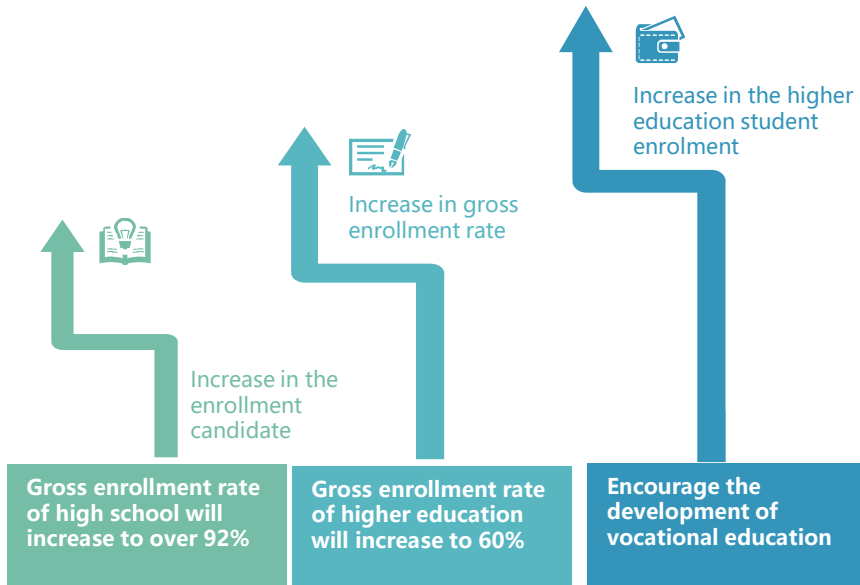 Increase in the higher
education student
enrolment
Increase in gross
enrollment rate
Increase in the
enrollment
candidate
Gross enrollment rate
of high school will
increase to over 92%
Gross enrollment rate
of higher education
will increase to 60%
Encourage the
development of
vocational education